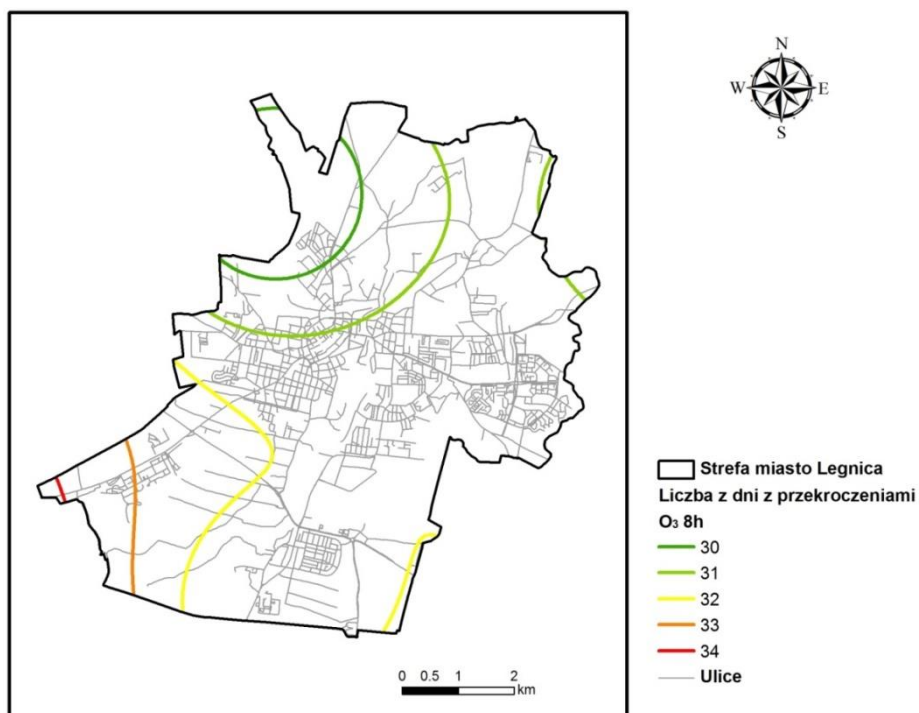 N
W E
S
Strefa miasto Legnica
Liczba z dni z przekroczeniami
O₃ 8h
30
31
32
33
34
Ulice
0 0.5 1 2
km